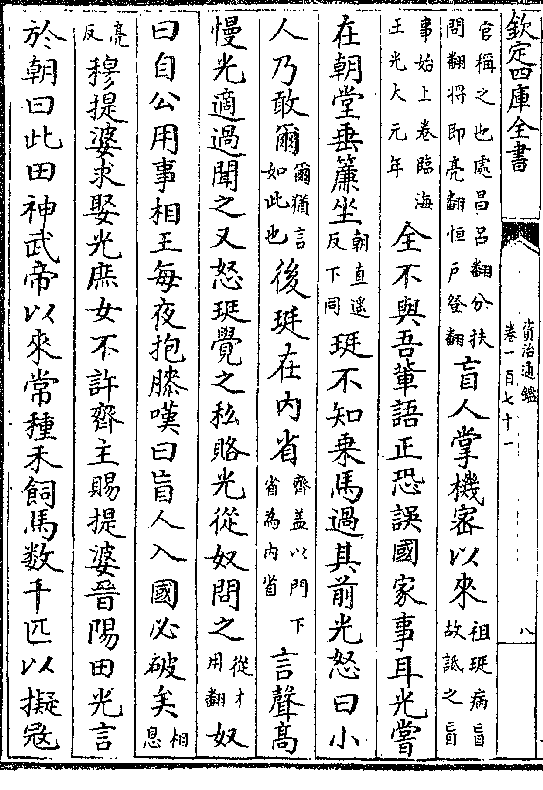 欽定四庫全書
資治通鑑
卷一百七十一
八
官稱之也處昌呂翻分扶
問翻將即亮翻恒户登翻
盲人掌機宻以來
祖珽病盲
故詆之盲
事始上卷臨海
王光大元年
全不與吾輩語正恐誤國家事耳光嘗
在朝堂垂簾坐
朝直遥
反下同
珽不知乗馬過其前光怒曰小
人乃敢爾
爾猶言
如此也
後珽在内省
齊蓋以門下
省為内省
言聲髙
慢光適過聞之又怒珽覺之私賂光從奴問之
從才
用翻
奴
曰自公用事相王每夜抱膝嘆曰盲人入國必破矣
相
息
亮
反
穆提婆求娶光庶女不許齊主賜提婆晉陽田光言
於朝曰此田神武帝以來常種禾飼馬數千匹以擬宼